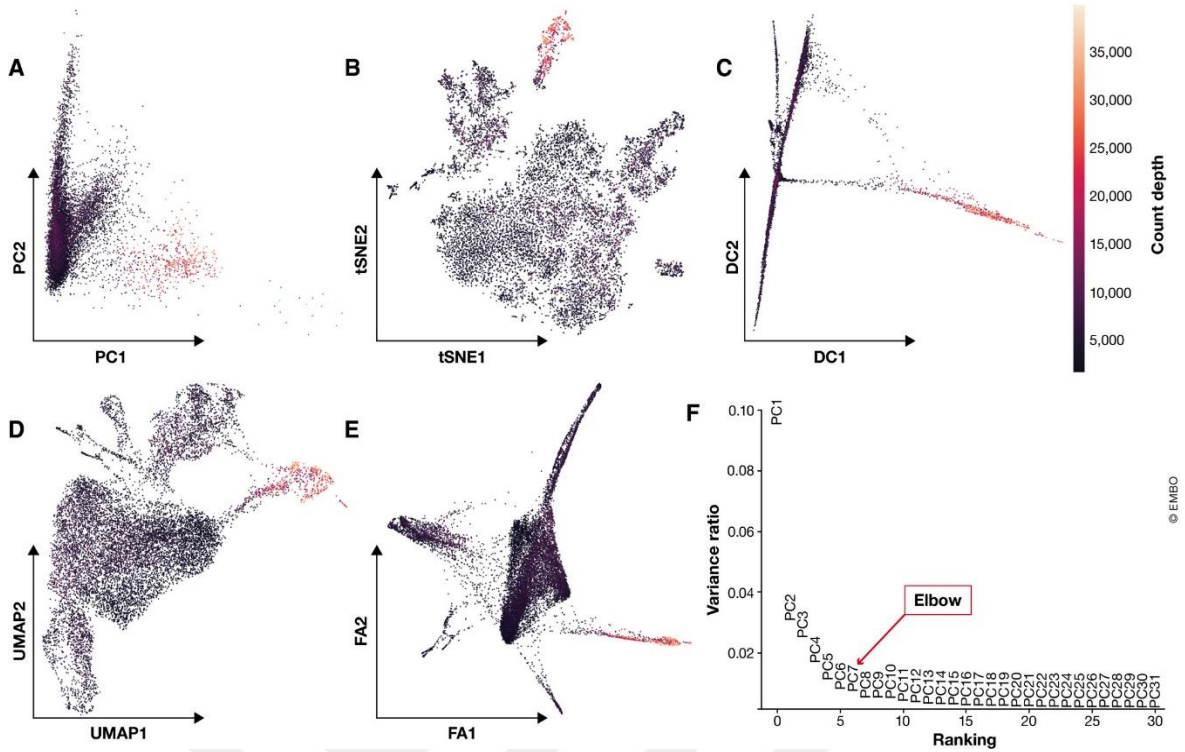 A
PC2
PC1
B
tSNE2
tSNE1
C
DC2
DC1
35,000
30,000
25,000
20,000
15,000
10,000
5,000
Count depth
D
UMAP2
UMAP1
E
FA2
FA1
F
Variance ratio
0.10
0.08
0.06
0.04
0.02
PC1
PC2
PC3
PC4
PC5
PC6
PC7
PC8
PC9
PC10
PC11
PC12
PC13
PC14
PC15
PC16
PC17
PC18
PC19
PC20
PC21
PC22
PC23
PC24
PC25
PC26
PC27
PC28
PC29
PC30
PC31
Elbow
0
5
10
15
20
25
30
Ranking
© EMBO